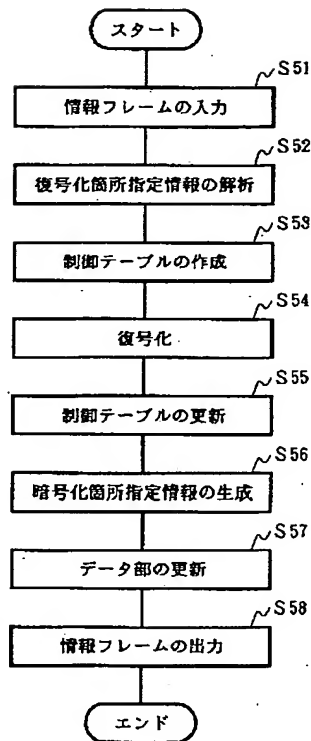 スタート
S51
情報フレームの入力
S52
復号化箇所指定情報の解析
S53
制御テーブルの作成
S54
復号化
S55
制御テーブルの更新
S56
暗号化箇所指定情報の生成
S57
データ部の更新
S58
情報フレームの出力
エンド